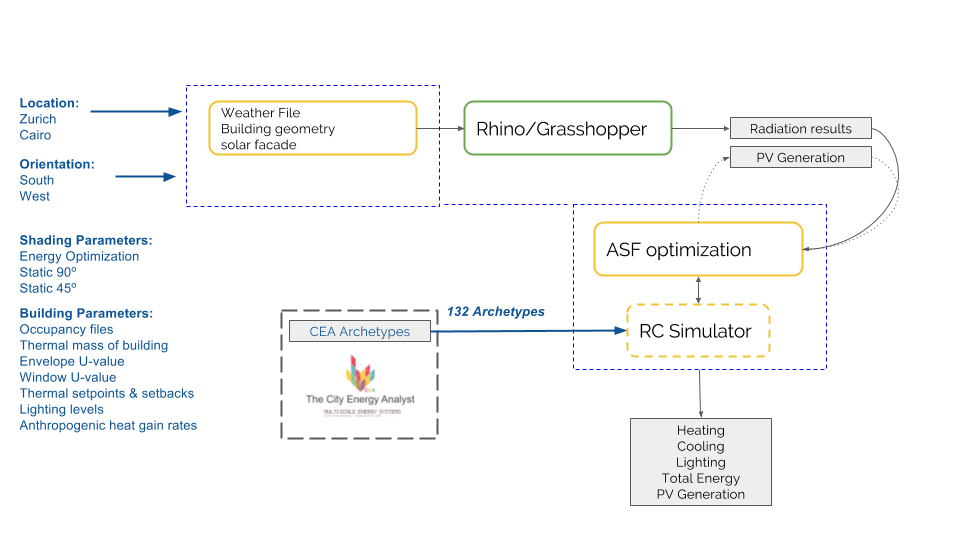 Location:
Zurich
Cairo
Orientation:
South
West
Shading Parameters:
Energy Optimization
Static 90º
Static 45º
Building Parameters:
Occupancy files
Thermal mass of building
Envelope U-value
Window U-value
Thermal setpoints & setbacks
Lighting levels
Anthropogenic heat gain rates
Weather File
Building geometry
solar facade
Rhino/Grasshopper
Radiation results
PV Generation
ASF optimization
RC Simulator
132 Archetypes
CEA Archetypes
The City Energy Analyst
MULTI-SCALE ENERGY SYSTEMS
Heating
Cooling
Lighting
Total Energy
PV Generation